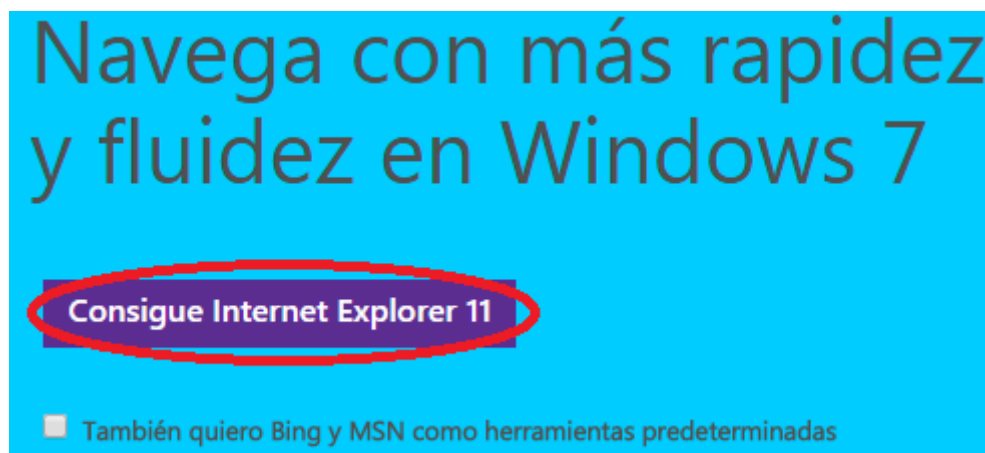 Navega con más rapidez
y fluidez en Windows 7
Consigue Internet Explorer 11
También quiero Bing y MSN como herramientas predeterminadas